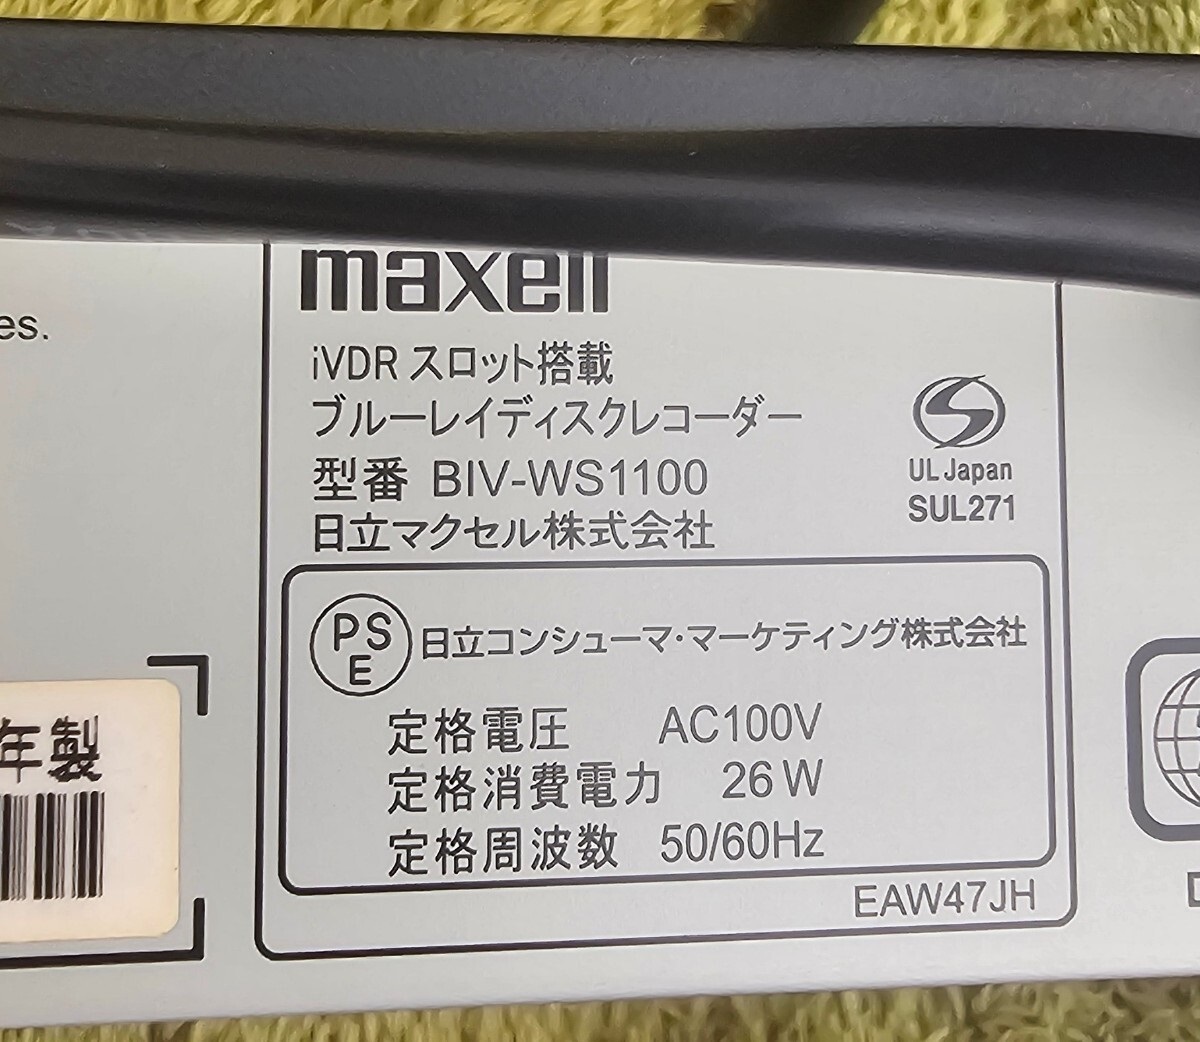 maxell
iVDR スロット搭載
ブルーレイディスクレコーダー
型番 BIV-WS1100
日立マクセル株式会社
UL Japan
SUL271
PSE 日立コンシューマ・マーケティング株式会社
定格電圧 AC100V
定格消費電力 26W
定格周波数 50/60Hz
EAW47JH
es.
年製